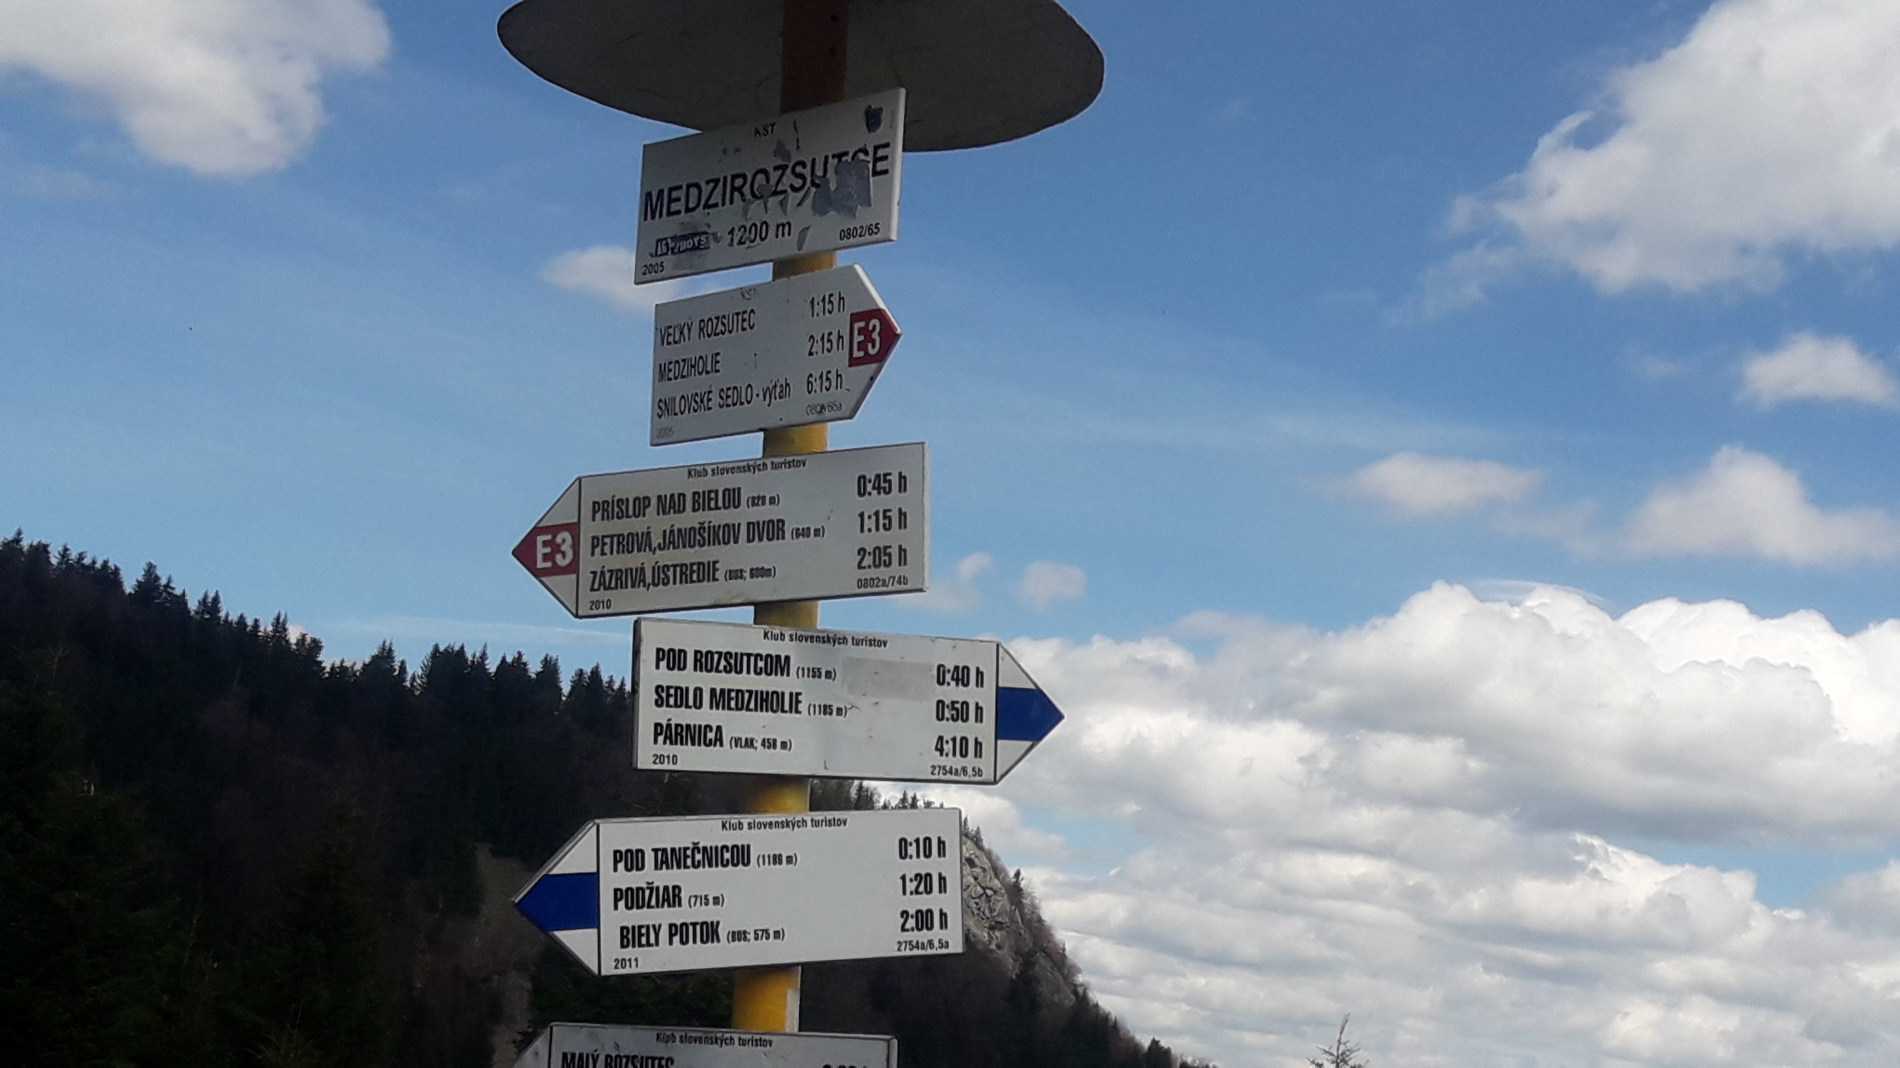 KST
MEDZIROZSUTCE
1200 m
0802/65
2005
KST
VEĽKÝ ROZSUTEC 1:15 h
MEDZIHOLIE 2:15 h
SNILOVSKÉ SEDLO - výťah 6:15 h
E3
0802/65a
2005
Klub slovenských turistov
PRÍSLOP NAD BIELOU (820 m) 0:45 h
PETROVÁ,JÁNOŠÍKOV DVOR (640 m) 1:15 h
ZÁZRIVÁ,ÚSTREDIE (BUS; 600m) 2:05 h
E3
2010 0802a/74b
Klub slovenských turistov
POD ROZSUTCOM (1155 m) 0:40 h
SEDLO MEDZIHOLIE (1185 m) 0:50 h
PÁRNICA (VLAK; 458 m) 4:10 h
2010 2754a/6,5b
Klub slovenských turistov
POD TANEČNICOU (1186 m) 0:10 h
PODŽIAR (715 m) 1:20 h
BIELY POTOK (BUS; 575 m) 2:00 h
2011 2754a/6,5a
Klub slovenských turistov
MALÝ ROZSUTEC